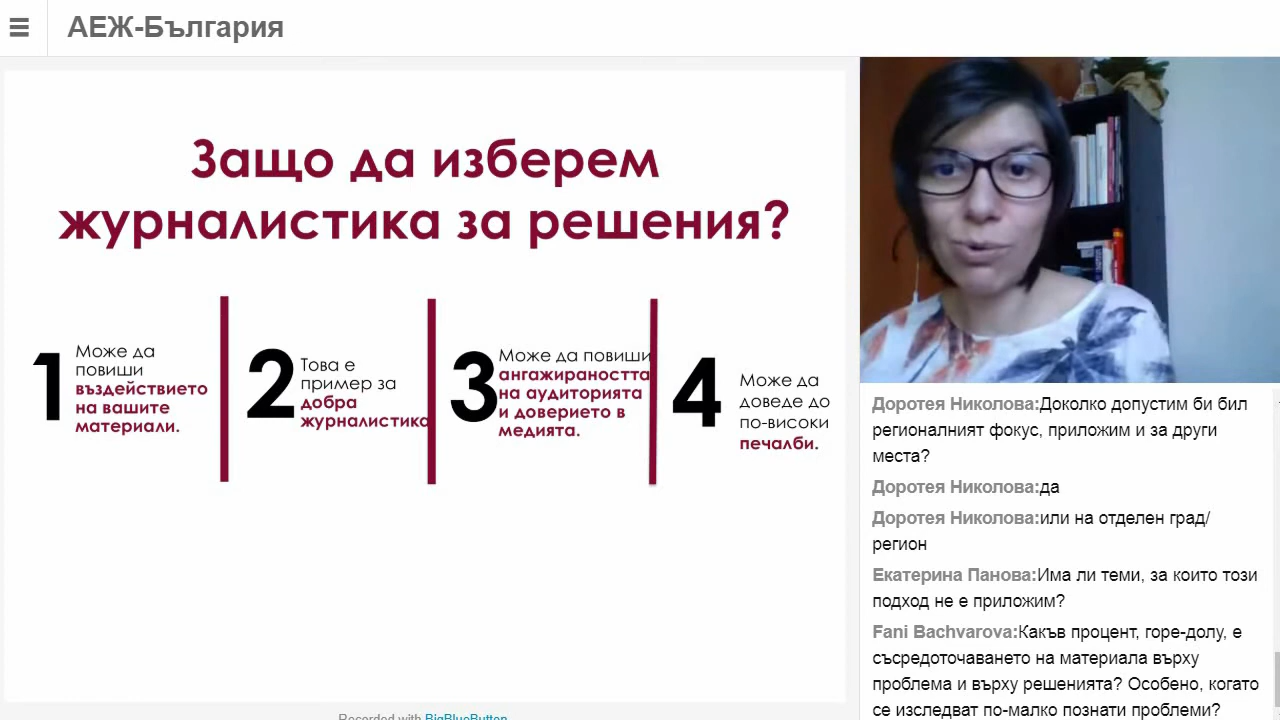 АЕЖ-България
Защо да изберем
журналистика за решения?
1
Може да
повиши
въздействието
на вашите
материали.
2
Това е
пример за
добра
журналистика
3
Може да повиши
ангажираността
на аудиторията
и доверието в
медията.
4
Може да
доведе до
по-високи
печалби.
Recorded with BigBlueButton
Доротея Николова:Доколко допустим би бил
регионалният фокус, приложим и за други
места?
Доротея Николова:да
Доротея Николова:или на отделен град/
регион
Екатерина Панова:Има ли теми, за които този
подход не е приложим?
Fani Bachvarova:Какъв процент, горе-долу, е
съсредоточаването на материала върху
проблема и върху решенията? Особено, когато
се изследват по-малко познати проблеми?